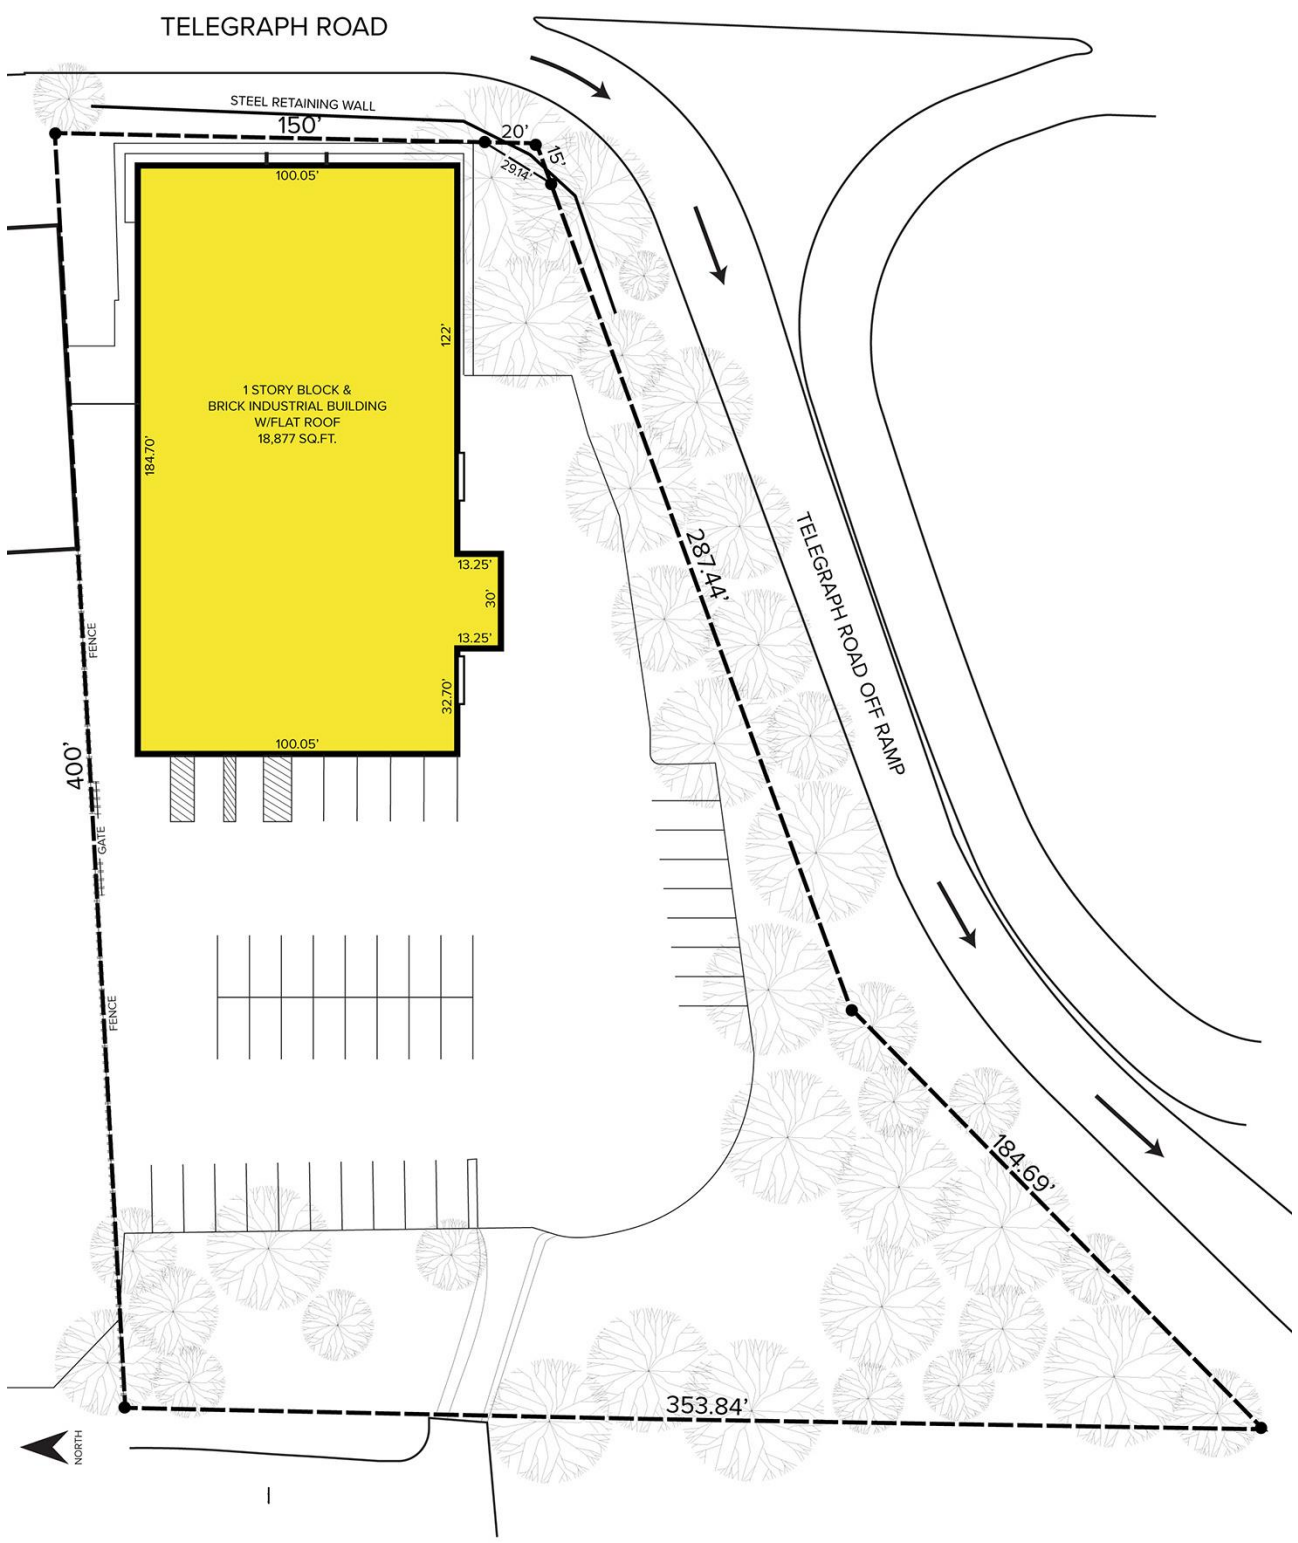 TELEGRAPH ROAD
STEEL RETAINING WALL
150'
20'
15'
29.14'
100.05'
122'
1 STORY BLOCK &
BRICK INDUSTRIAL BUILDING
W/FLAT ROOF
18,877 SQ.FT.
184.70'
287.44'
TELEGRAPH ROAD OFF RAMP
13.25'
30'
13.25'
FENCE
32.70'
100.05'
400'
GATE
FENCE
184.69'
353.84'
NORTH